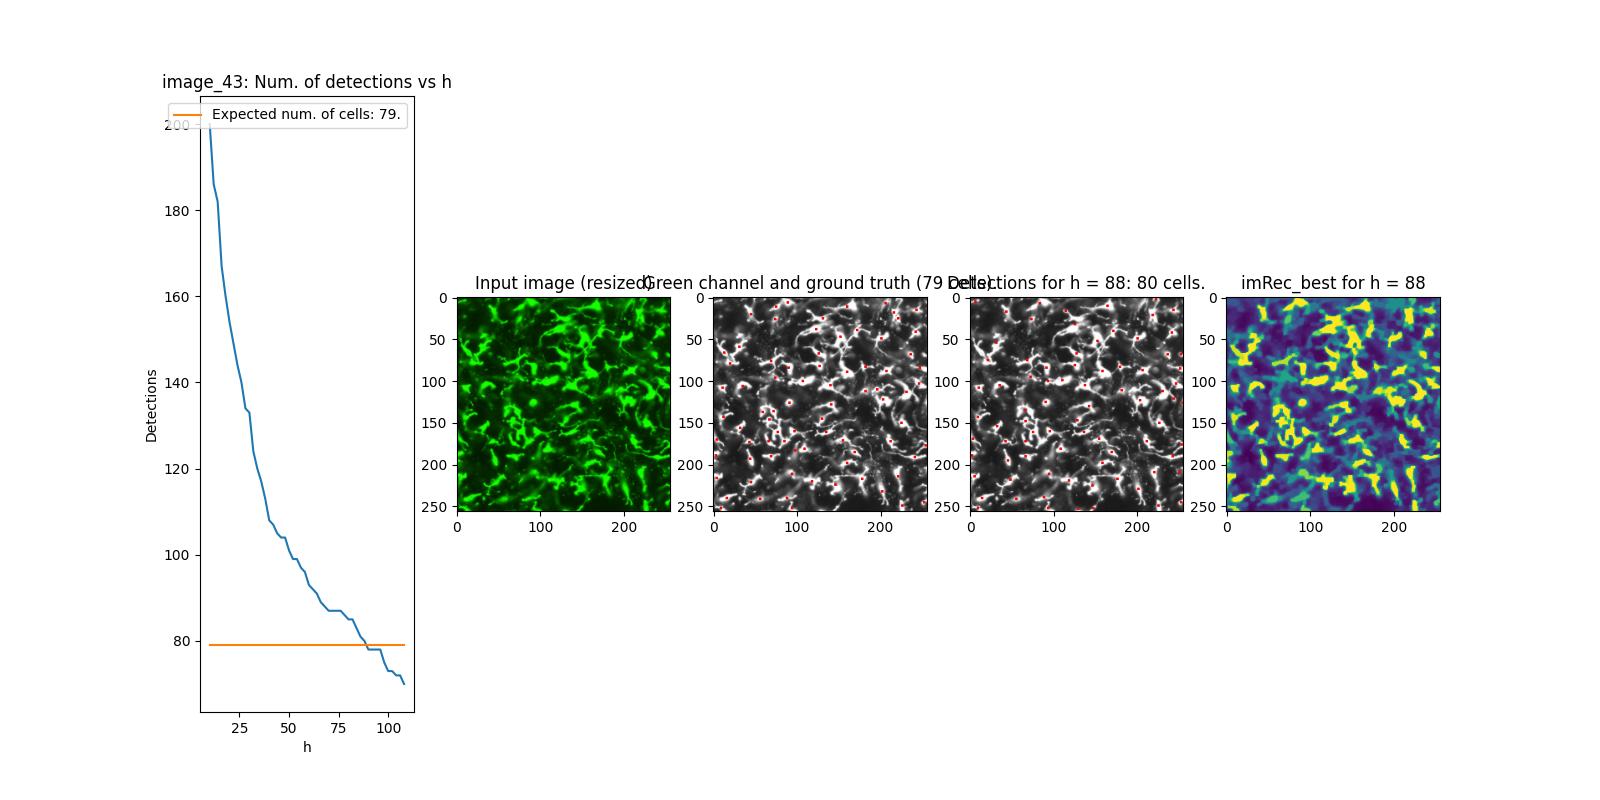 image_43: Num. of detections vs h
Expected num. of cells: 79.
200
180
160
140
120
100
80
Detections
25 50 75 100
h
Input image (resized)
0
50
100
150
200
250
0 100 200
Green channel and ground truth (79 cells).
0
50
100
150
200
250
0 100 200
Detections for h = 88: 80 cells.
0
50
100
150
200
250
0 100 200
imRec_best for h = 88
0
50
100
150
200
250
0 100 200